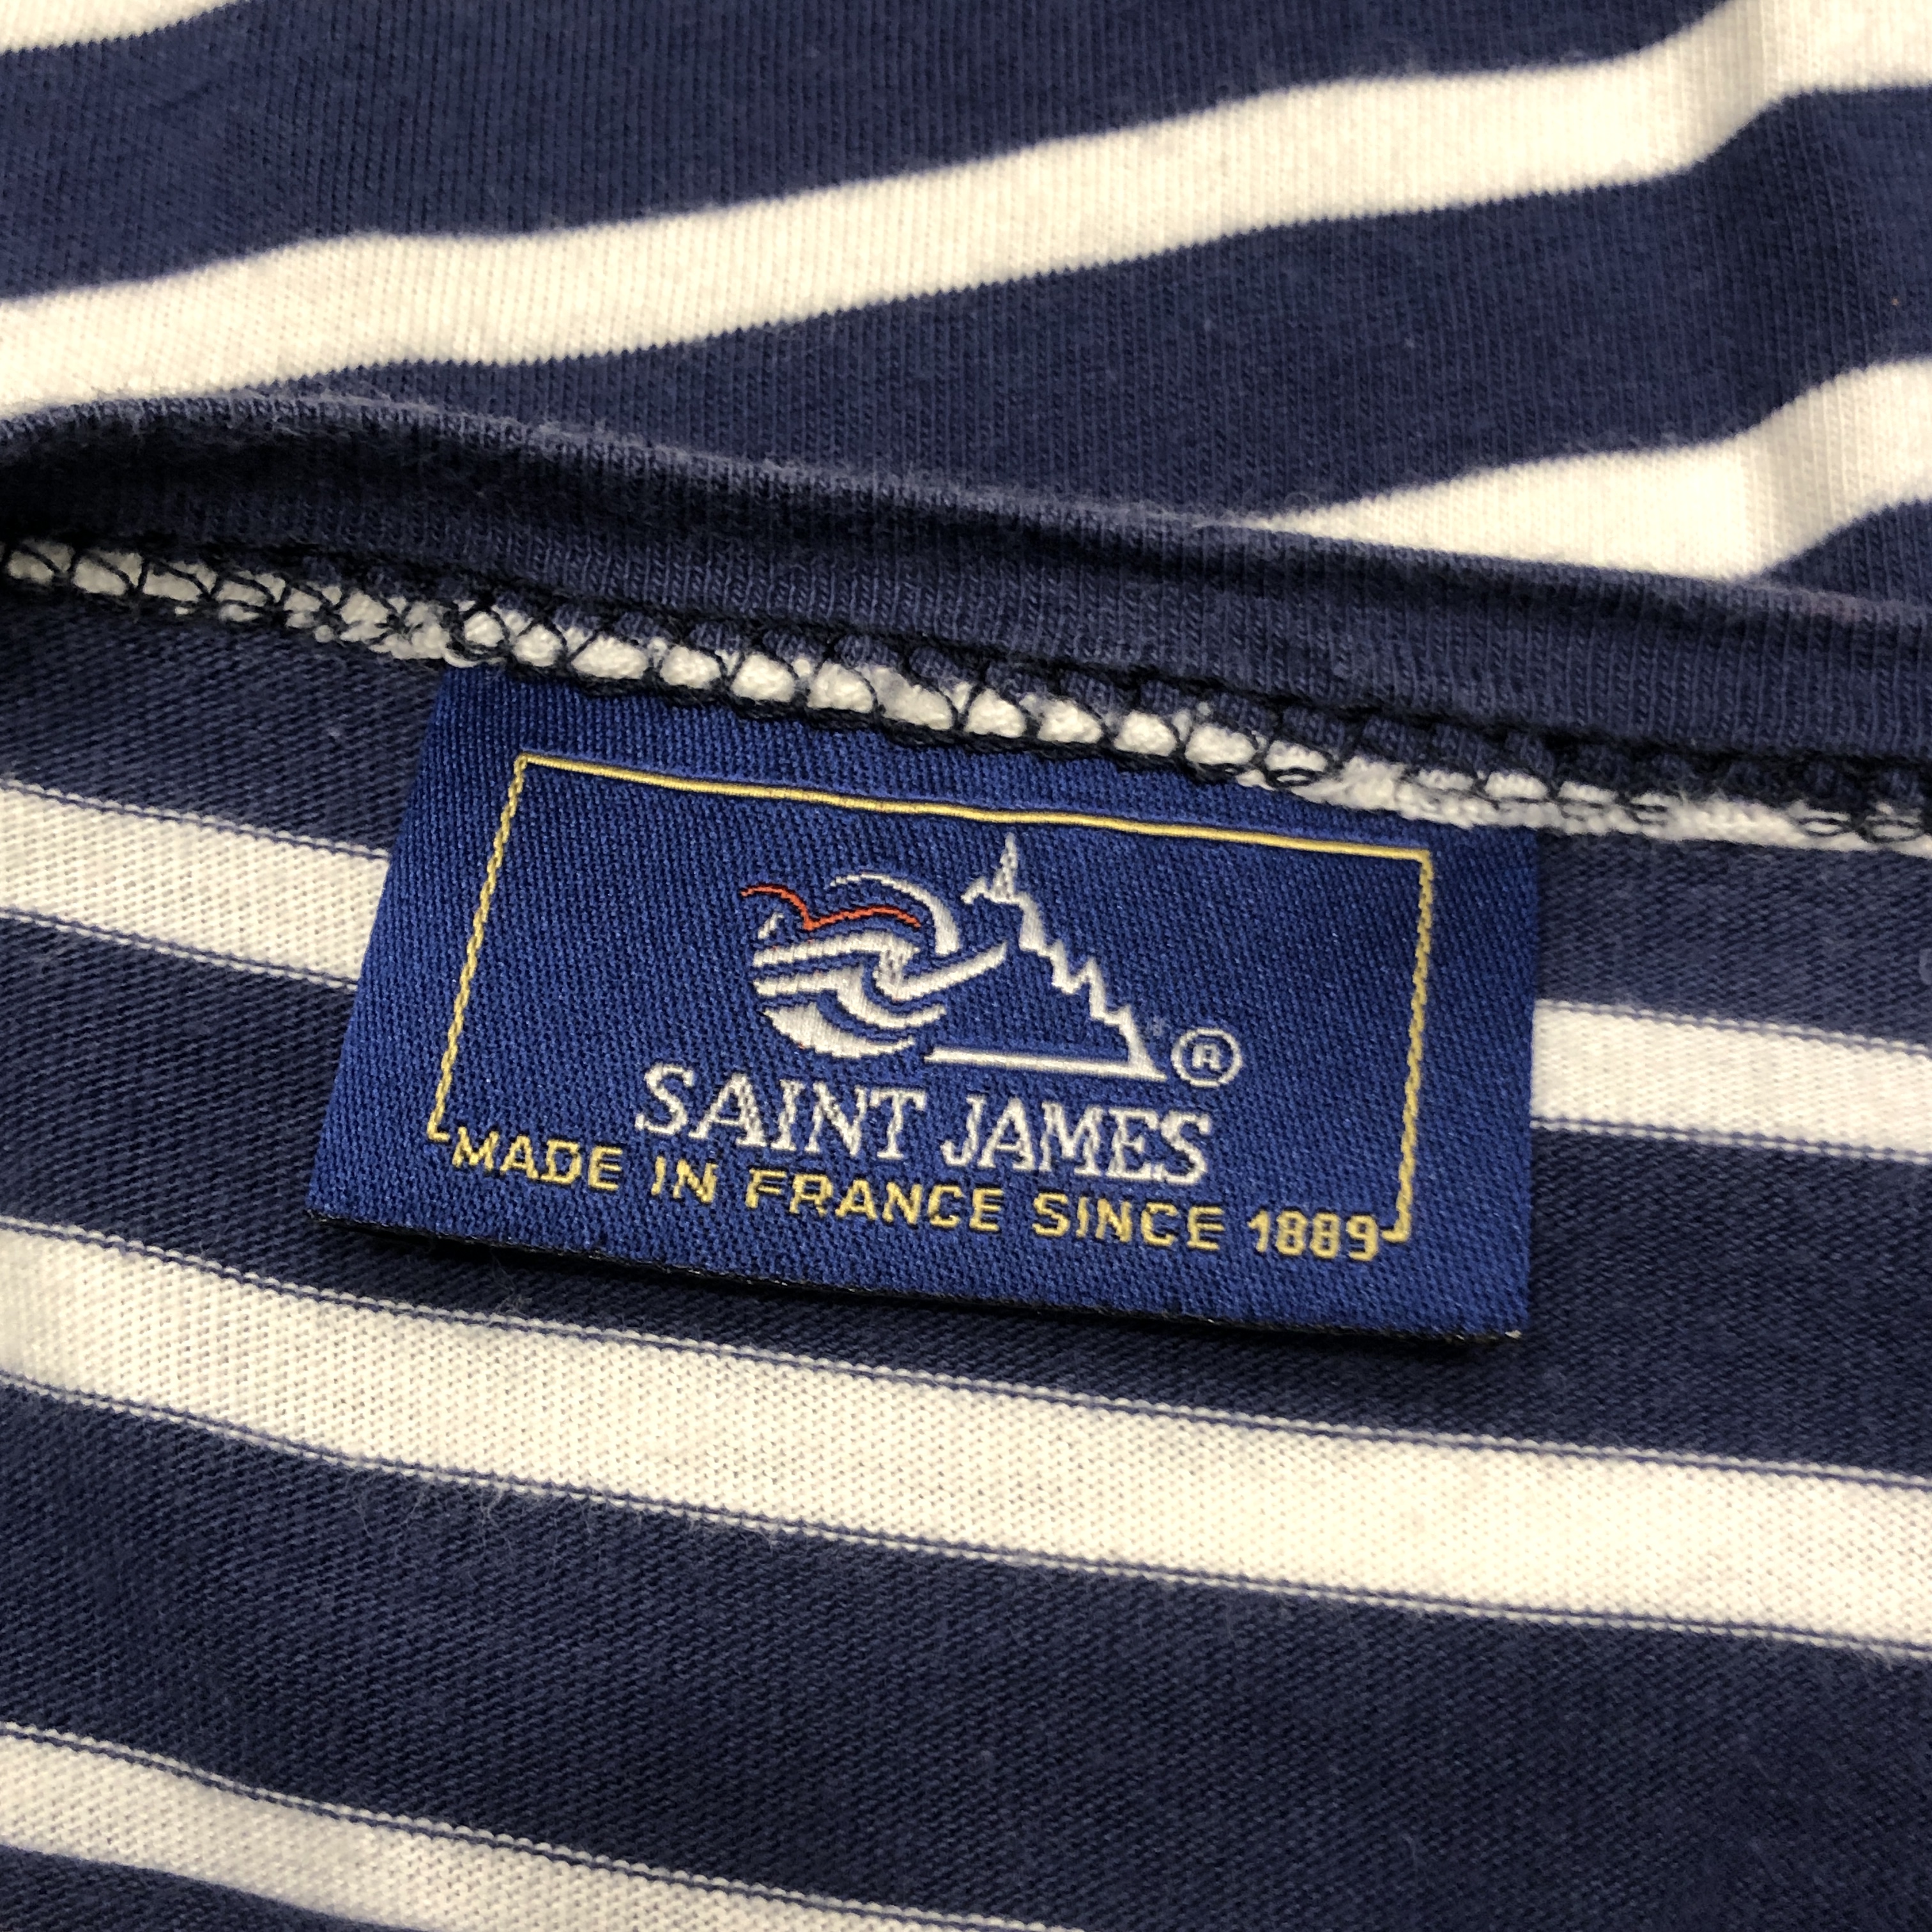 ®
SAINT JAMES
MADE IN FRANCE SINCE 1889